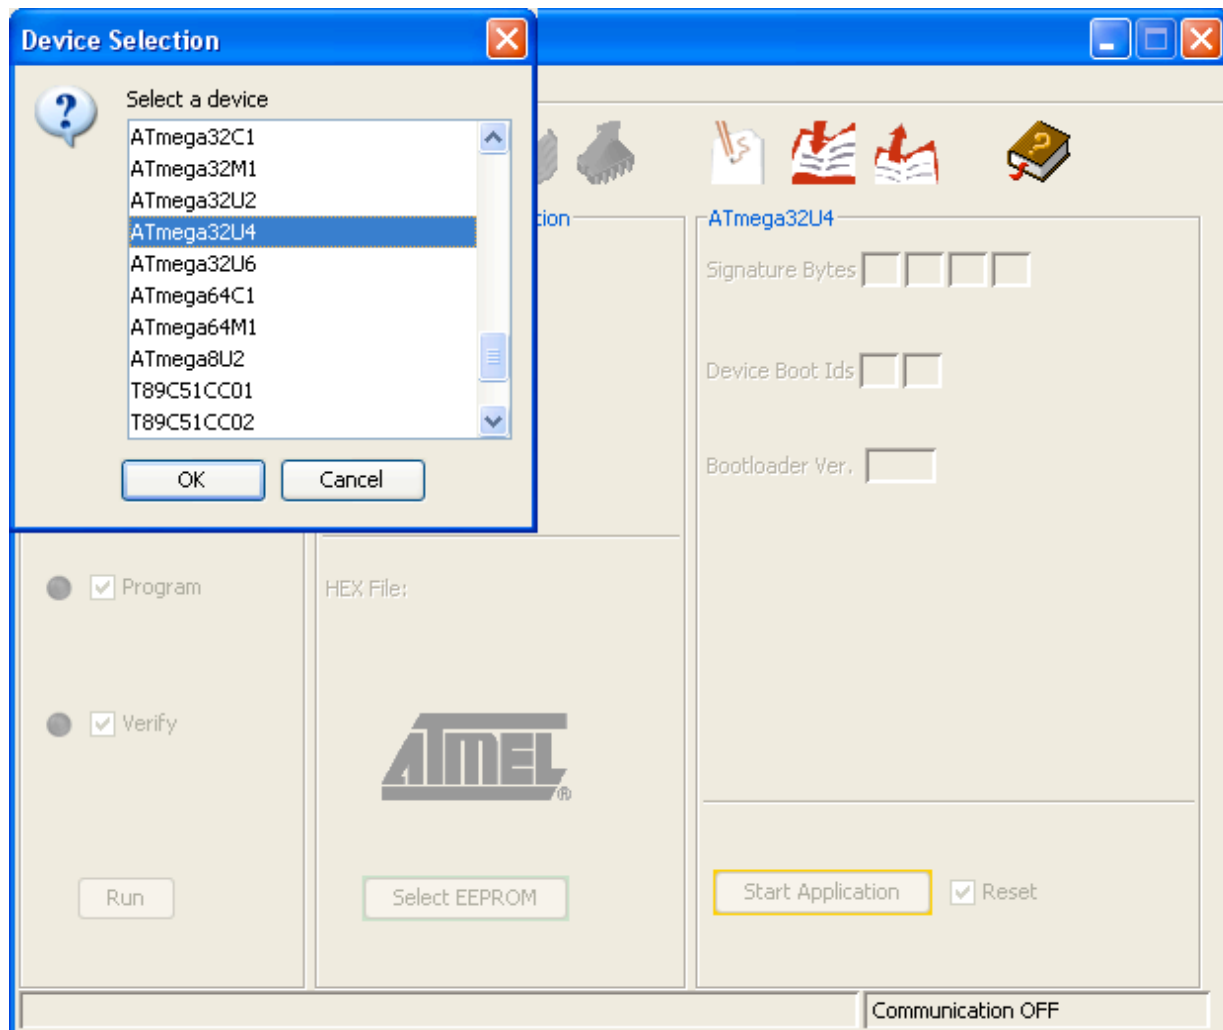 Device Selection
Select a device
ATmega32C1
ATmega32M1
ATmega32U2
ATmega32U4
ATmega32U6
ATmega64C1
ATmega64M1
ATmega8U2
T89C51CC01
T89C51CC02
OK
Cancel
tion
ATmega32U4
Signature Bytes
Device Boot Ids
Bootloader Ver.
Program
HEX File:
Verify
ATMEL
®
Run
Select EEPROM
Start Application
Reset
Communication OFF